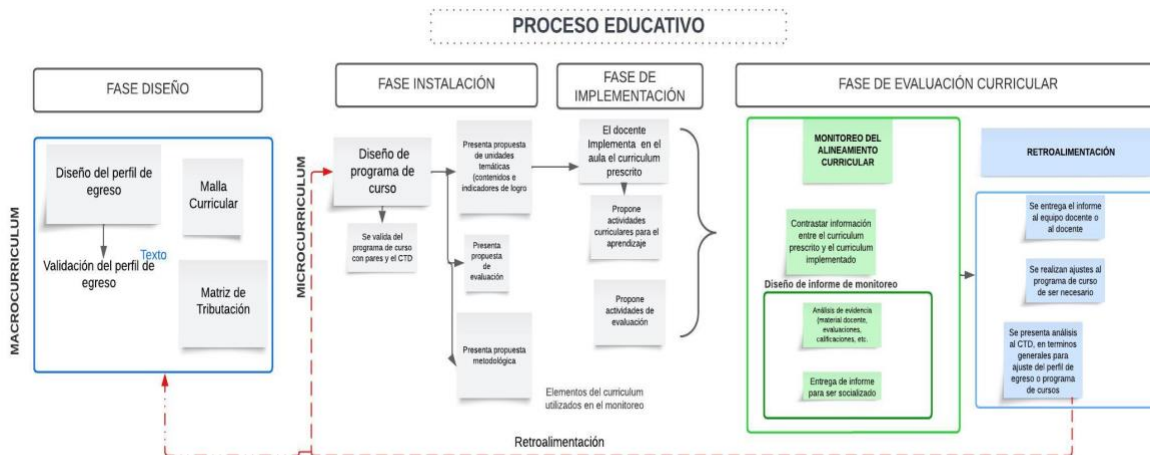 PROCESO EDUCATIVO
FASE DISEÑO
FASE INSTALACIÓN
FASE DE
IMPLEMENTACIÓN
FASE DE EVALUACIÓN CURRICULAR
MACROCURRICULUM
Diseño del perfil de
egreso
Texto
Validación del perfil de
egreso
Malla
Curricular
Matriz de
Tributación
MICROCURRICULUM
Diseño de
programa de
curso
Se valida del
programa de curso
con pares y el CTD
Presenta propuesta
de unidades
temáticas
(contenidos e
indicadores de logro
Presenta
propuesta
de
evaluación
Presenta propuesta
metodológica
El docente
Implementa en el
aula el curriculum
prescrito
Propone
actividades
curriculares para el
aprendizaje
Propone
actividades de
evaluación
Elementos del curriculum
utilizados en el monitoreo
MONITOREO DEL
ALINEAMIENTO
CURRICULAR
Contrastar información
entre el curriculum
prescrito y el curriculum
implementado
Diseño de informe de monitoreo
Análisis de evidencia
(material docente,
evaluaciones,
calificaciones, etc.
Entrega de informe
para ser socializado
RETROALIMENTACIÓN
Se entrega el informe
al equipo docente o
al docente
Se realizan ajustes al
programa de curso
de ser necesario
Se presenta análisis
al CTD, en terminos
generales para
ajuste del perfil de
egreso o programa
de cursos
Retroalimentación